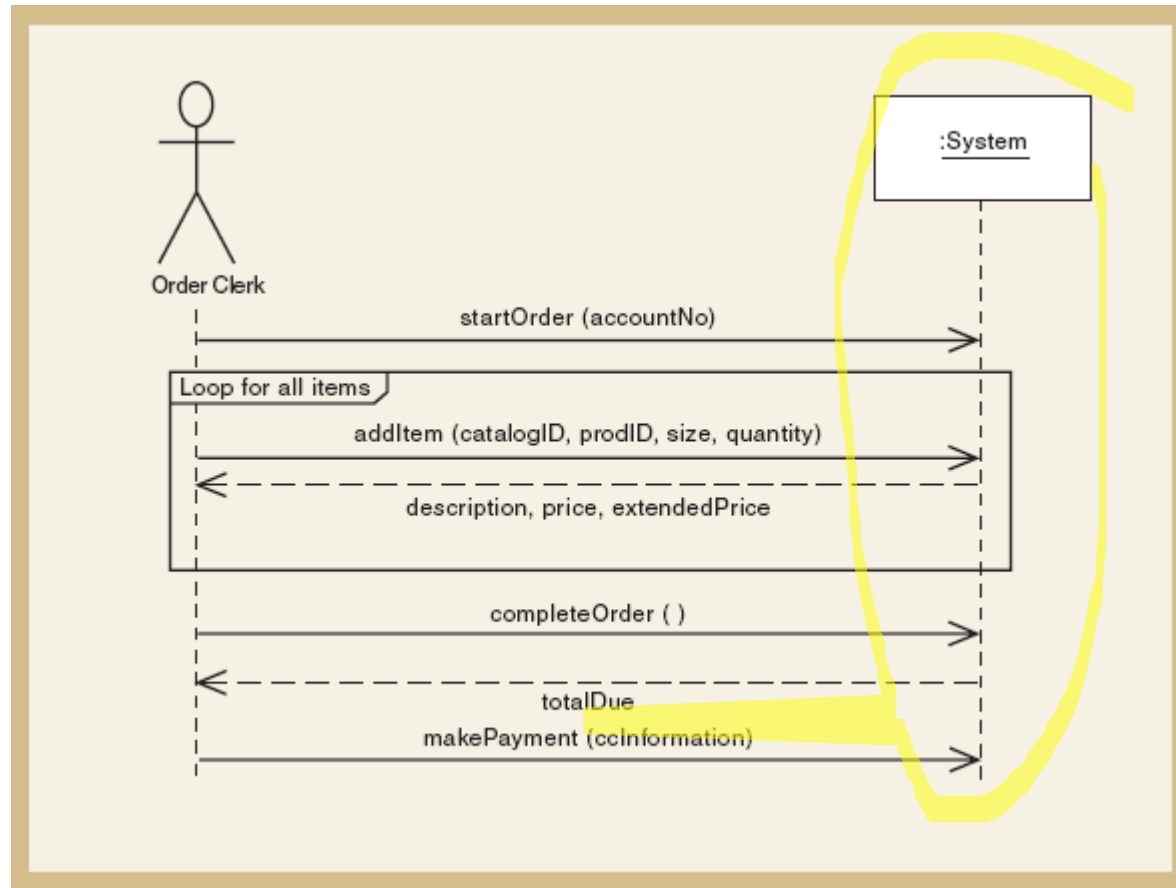 :System
Order Clerk
startOrder (accountNo)
Loop for all items
addItem (catalogID, prodID, size, quantity)
description, price, extendedPrice
completeOrder ( )
totalDue
makePayment (ccInformation)